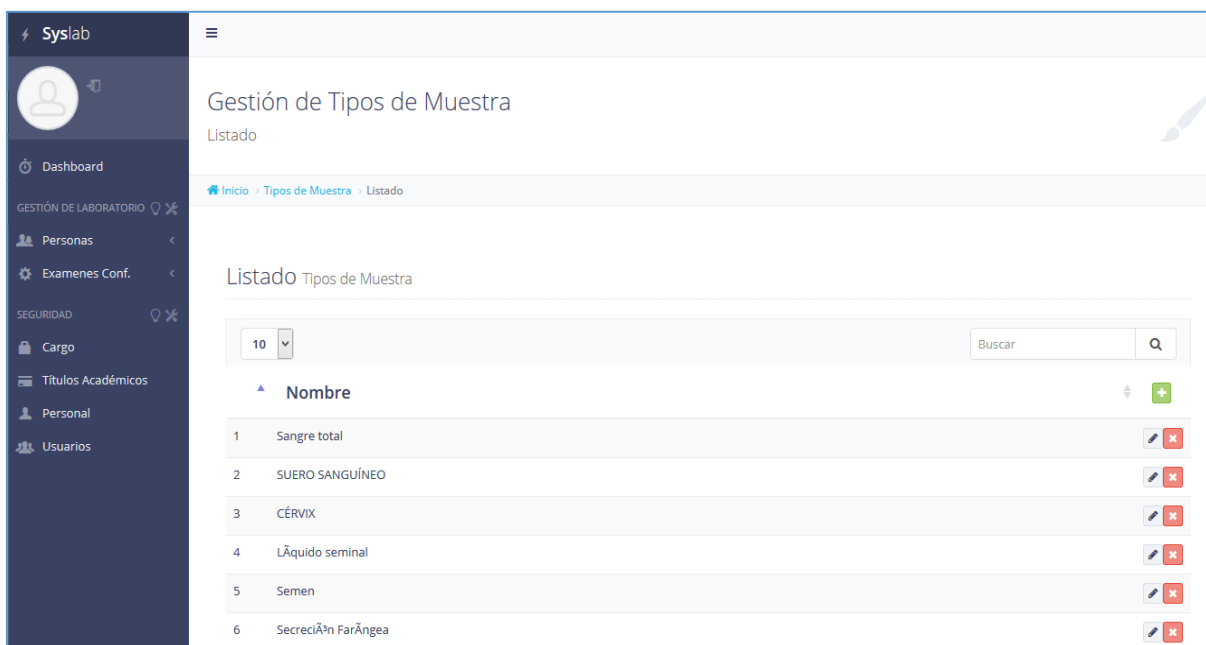 Syslab
Gestión de Tipos de Muestra
Listado
Dashboard
Inicio > Tipos de Muestra > Listado
GESTIÓN DE LABORATORIO
Personas
Examenes Conf.
Listado Tipos de Muestra
SEGURIDAD
Cargo
10
Buscar
Títulos Académicos
Nombre
Personal
Usuarios
1 Sangre total
2 SUERO SANGUÍNEO
3 CÉRVIX
4 LÃquido seminal
5 Semen
6 SecreciÃ³n FarÃngea